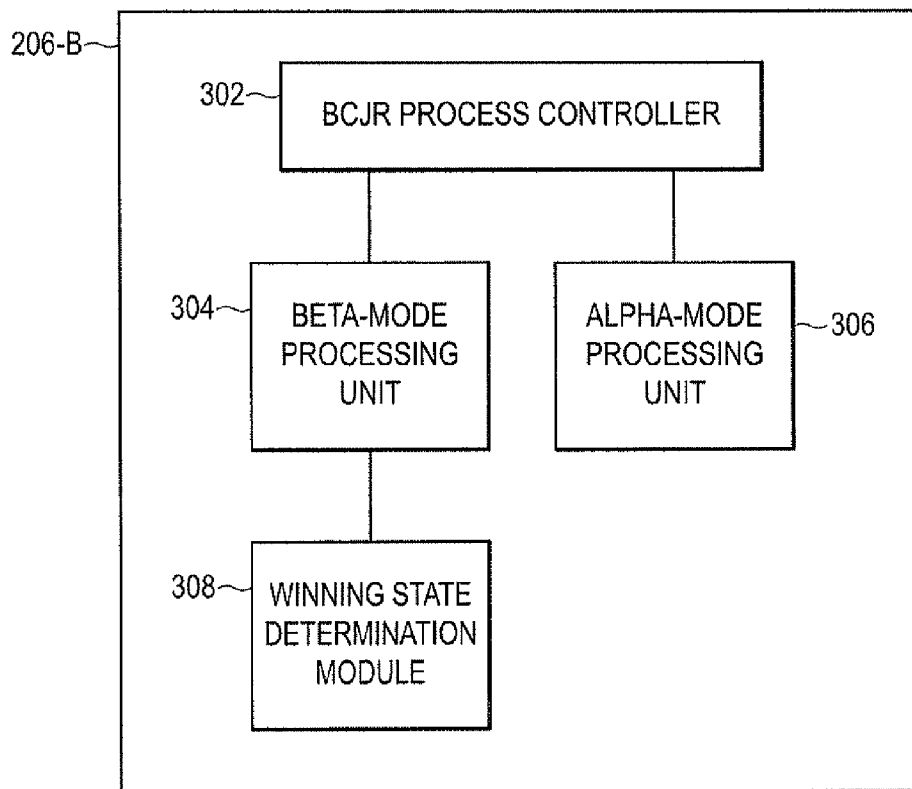 206-B
302
BCJR PROCESS CONTROLLER
304
BETA-MODE
PROCESSING
UNIT
ALPHA-MODE
PROCESSING
UNIT
306
308
WINNING STATE
DETERMINATION
MODULE